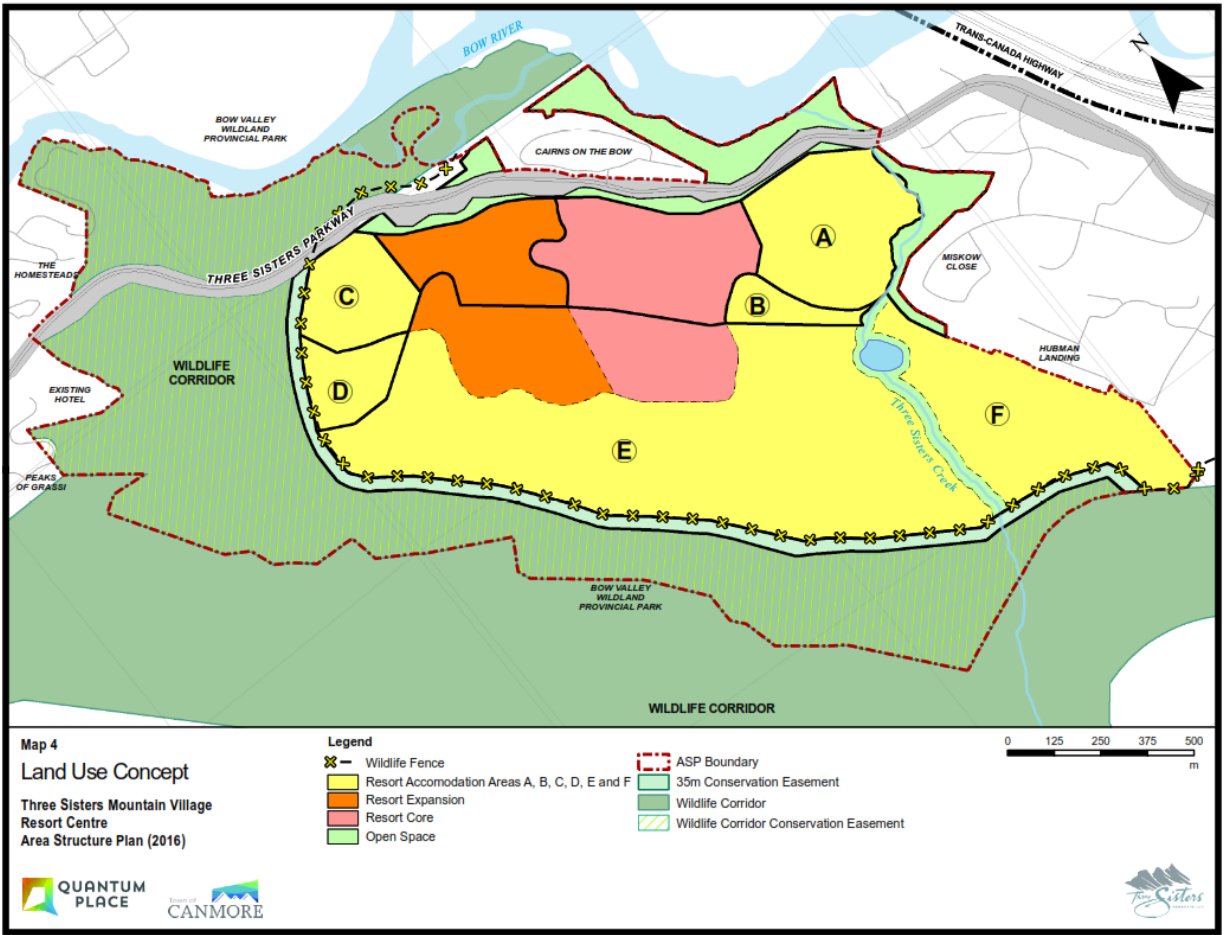 BOW RIVER
TRANS-CANADA HIGHWAY
N
BOW VALLEY
WILDLAND
PROVINCIAL PARK
CAIRNS ON THE BOW
THREE SISTERS PARKWAY
THE
HOMESTEADS
A
MISKOW
CLOSE
C
B
WILDLIFE
CORRIDOR
HUBMAN
LANDING
EXISTING
HOTEL
D
Three Sisters Creek
F
E
PEAKS
OF GRASSI
BOW VALLEY
WILDLAND
PROVINCIAL PARK
WILDLIFE CORRIDOR
Map 4
Land Use Concept
Three Sisters Mountain Village
Resort Centre
Area Structure Plan (2016)
Legend
Wildlife Fence
Resort Accomodation Areas A, B, C, D, E and F
Resort Expansion
Resort Core
Open Space
ASP Boundary
35m Conservation Easement
Wildlife Corridor
Wildlife Corridor Conservation Easement
0 125 250 375 500
m
QUANTUM
PLACE
Town of
CANMORE
Three Sisters